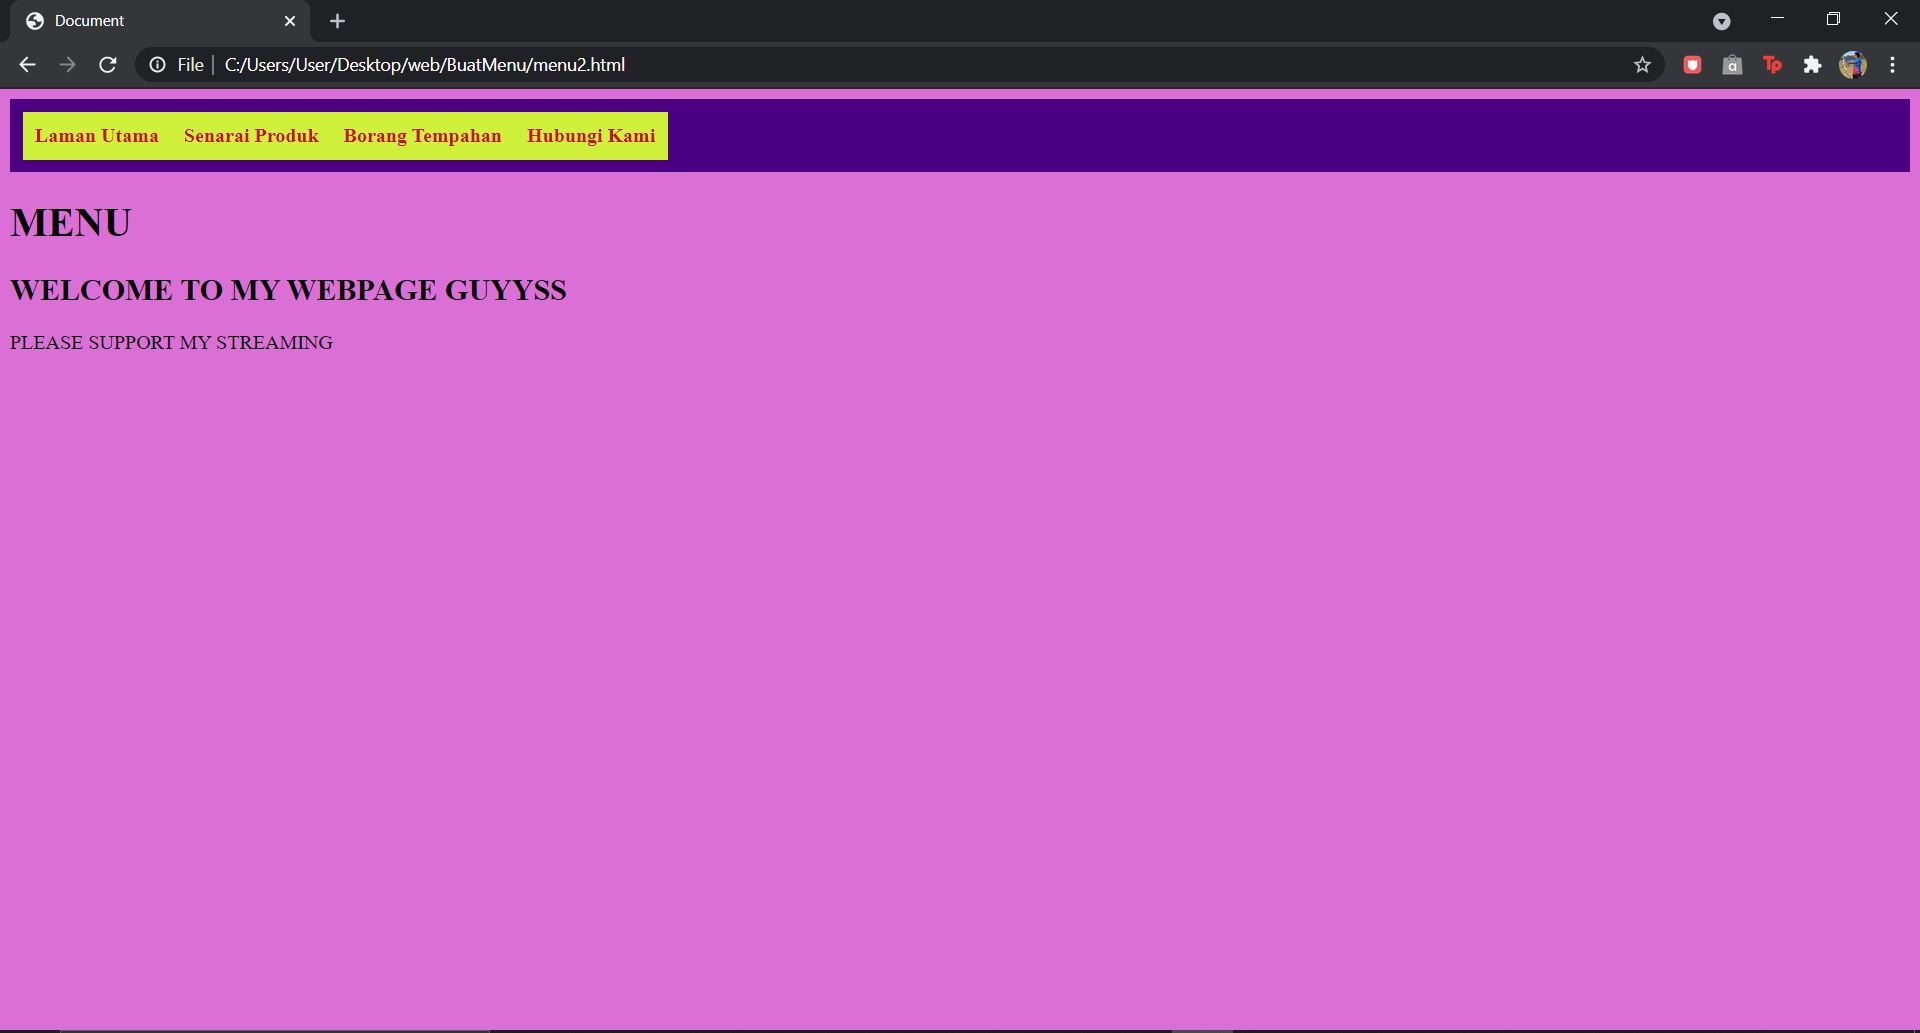 Document
File C:/Users/User/Desktop/web/BuatMenu/menu2.html
a Tp
Laman Utama Senarai Produk Borang Tempahan Hubungi Kami
MENU
WELCOME TO MY WEBPAGE GUYYSS
PLEASE SUPPORT MY STREAMING